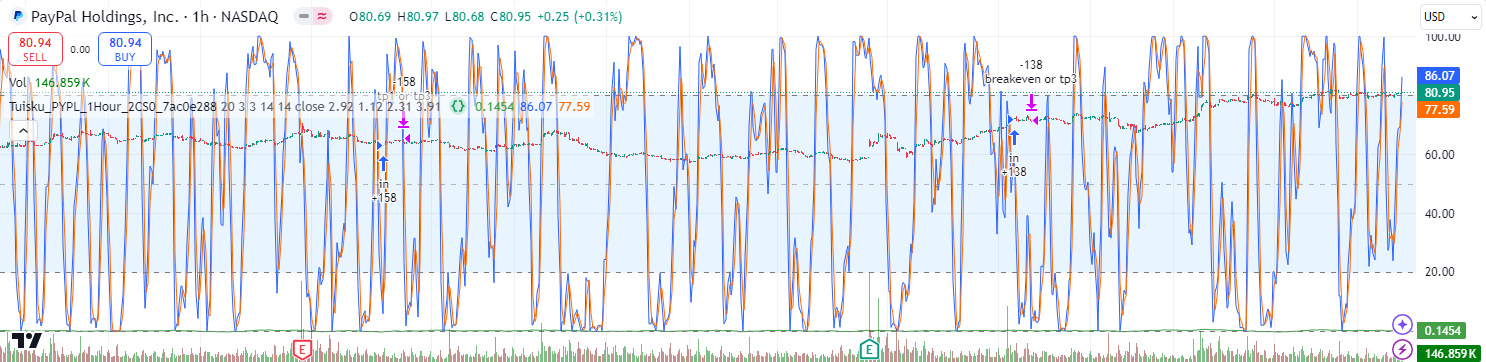 PayPal Holdings, Inc. · 1h · NASDAQ O80.69 H80.97 L80.68 C80.95 +0.25 (+0.31%)
USD
80.94 SELL
0.00
80.94 BUY
Vol 146.859 K
Tuisku_PYPL_1Hour_2CS0_7ac0e288 20 3 3 14 14 close 2.92 1.12 2.31 3.91 {} 0.1454 86.07 77.59
-158
tp1 or tp3
in
+158
-138
breakeven or tp3
in
+138
100.00
86.07
80.95
77.59
60.00
40.00
20.00
0.1454
146.859 K
E
E